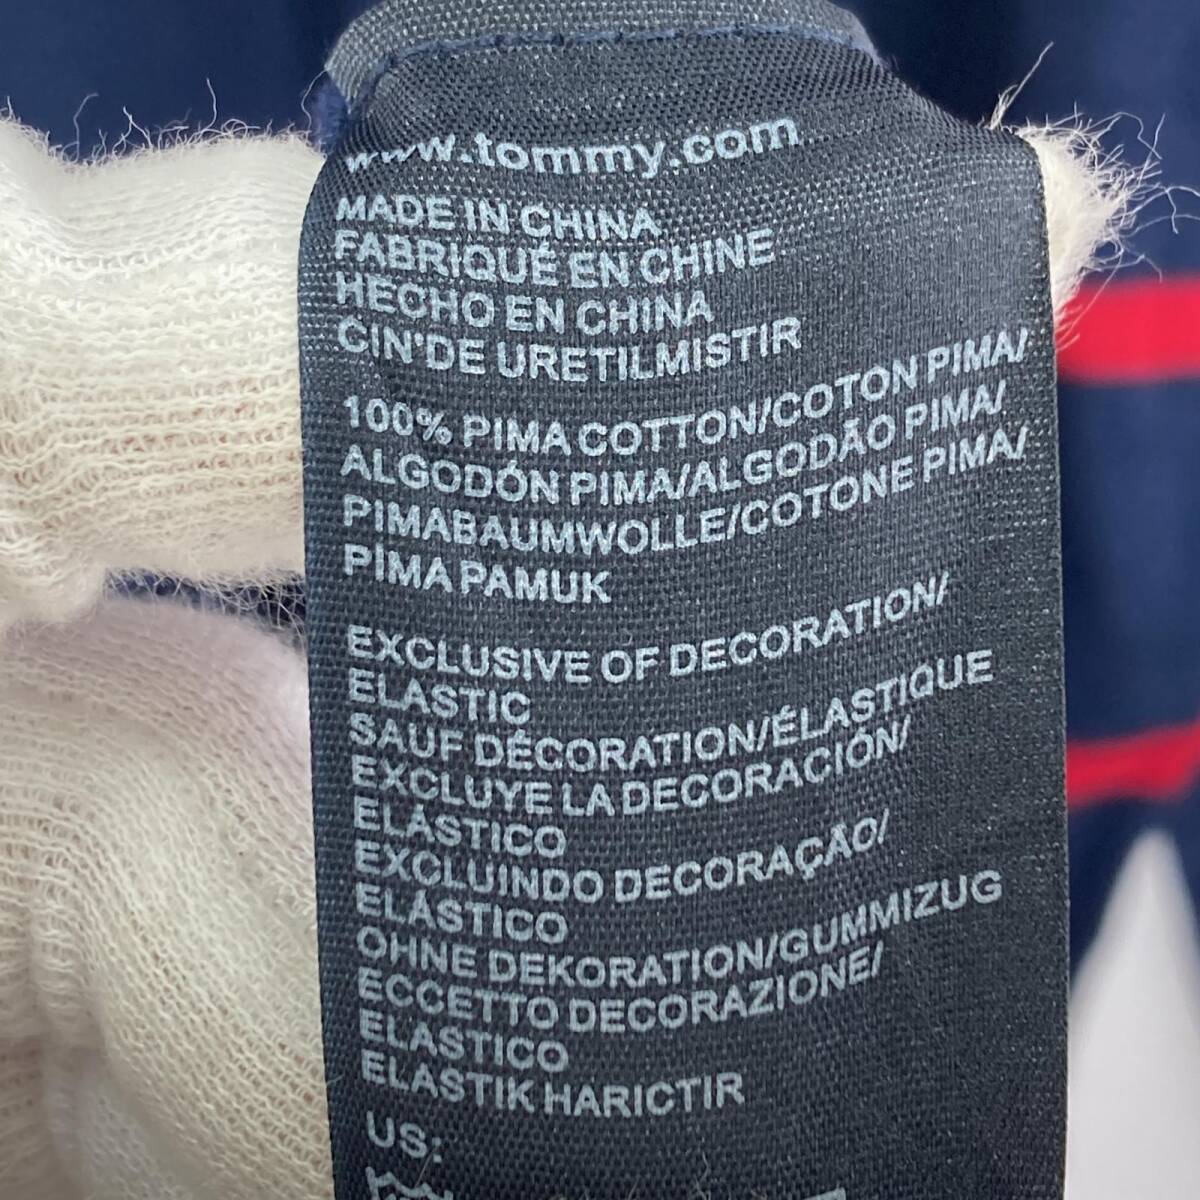 www.tommy.com
MADE IN CHINA
FABRIQUÉ EN CHINE
HECHO EN CHINA
CIN'DE URETILMISTIR
100% PIMA COTTON/COTON PIMA/
ALGODÓN PIMA/ALGODÃO PIMA/
PIMABAUMWOLLE/COTONE PIMA/
PIMA PAMUK
EXCLUSIVE OF DECORATION/
ELASTIC
SAUF DÉCORATION/ÉLASTIQUE
EXCLUYE LA DECORACIÓN/
ELÁSTICO
EXCLUINDO DECORAÇÃO/
ELÁSTICO
OHNE DEKORATION/GUMMIZUG
ECCETTO DECORAZIONE/
ELASTICO
ELASTIK HARICTIR
US: